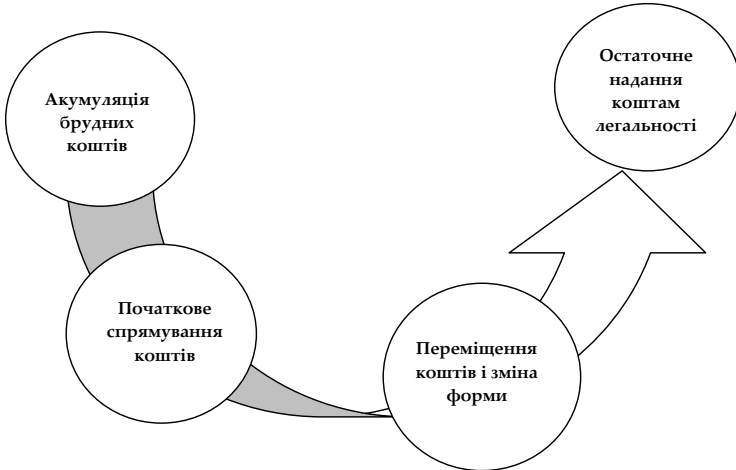 Акумуляція
брудних
коштів
Початкове
спрямування
коштів
Переміщення
коштів і зміна
форми
Остаточне
надання
коштам
легальності